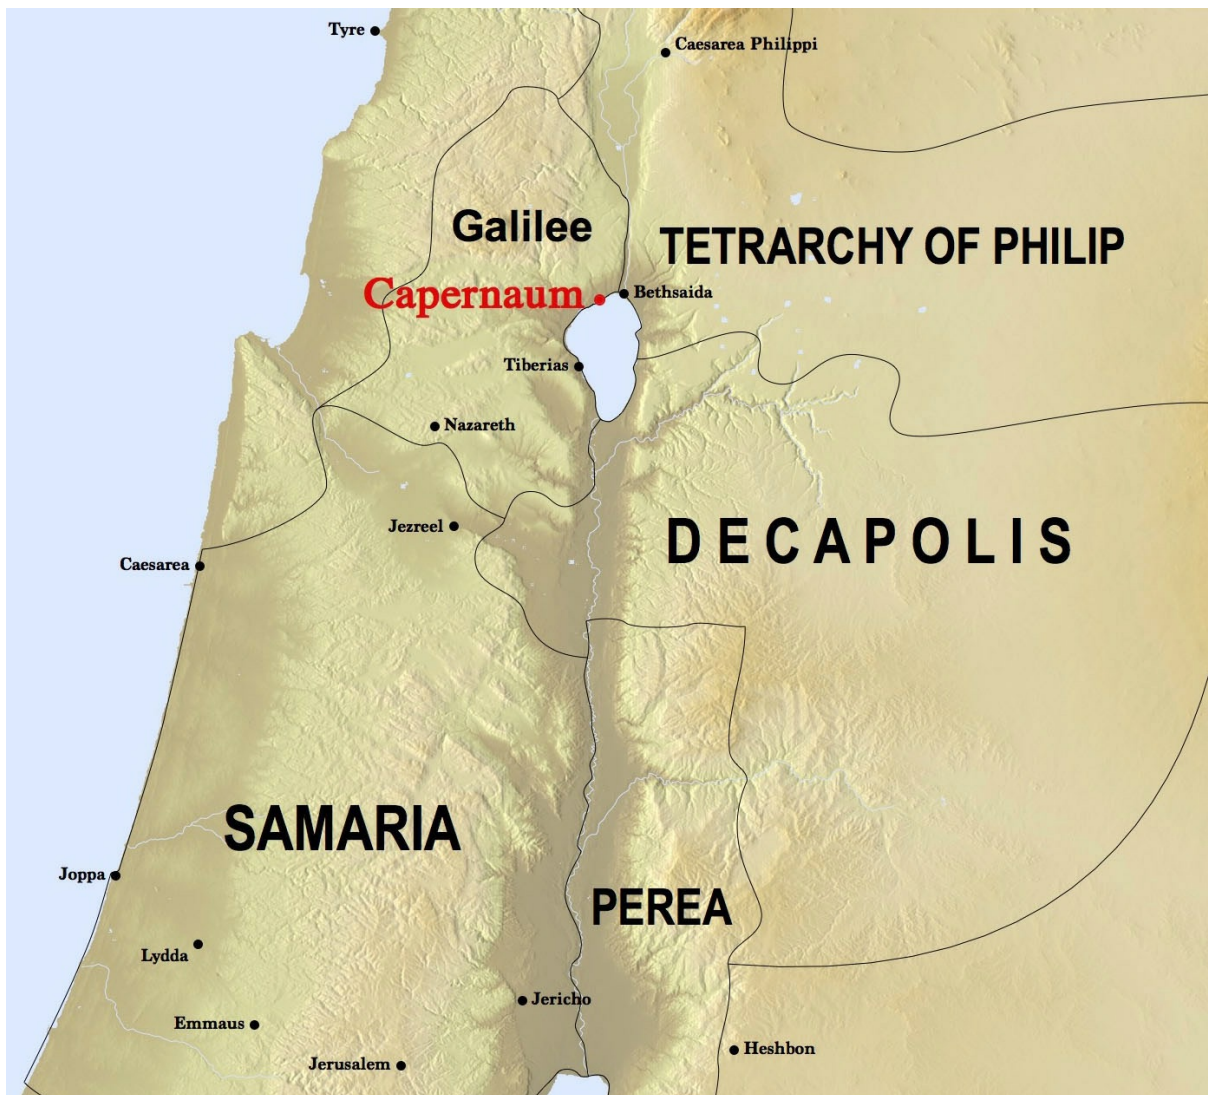 Tyre
Caesarea Philippi
Galilee
TETRARCHY OF PHILIP
Capernaum
Bethsaida
Tiberias
Nazareth
Jezreel
DECAPOLIS
Caesarea
SAMARIA
Joppa
PEREA
Lydda
Jericho
Emmaus
Heshbon
Jerusalem